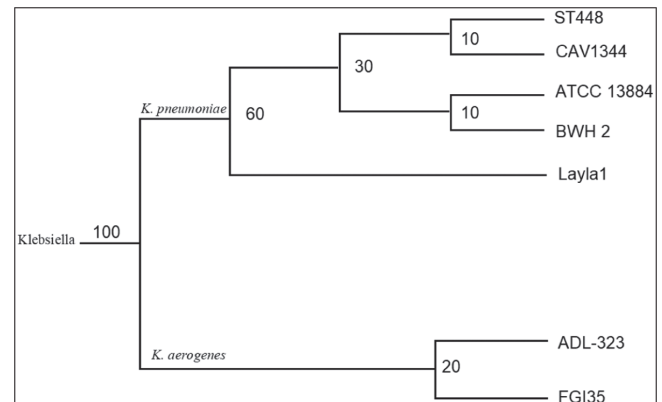 ST448
10
CAV1344
30
ATCC 13884
K. pneumoniae
60
10
BWH 2
Layla1
Klebsiella
100
ADL-323
K. aerogenes
20
FGI35